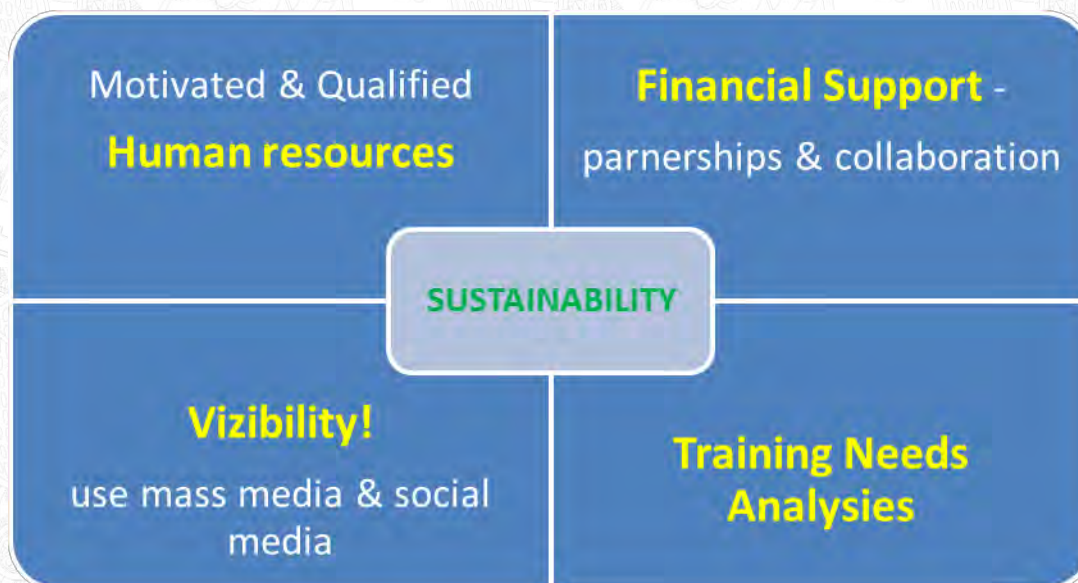 Motivated & Qualified
Human resources
Financial Support -
parnerships & collaboration
SUSTAINABILITY
Vizibility!
use mass media & social
media
Training Needs
Analysies